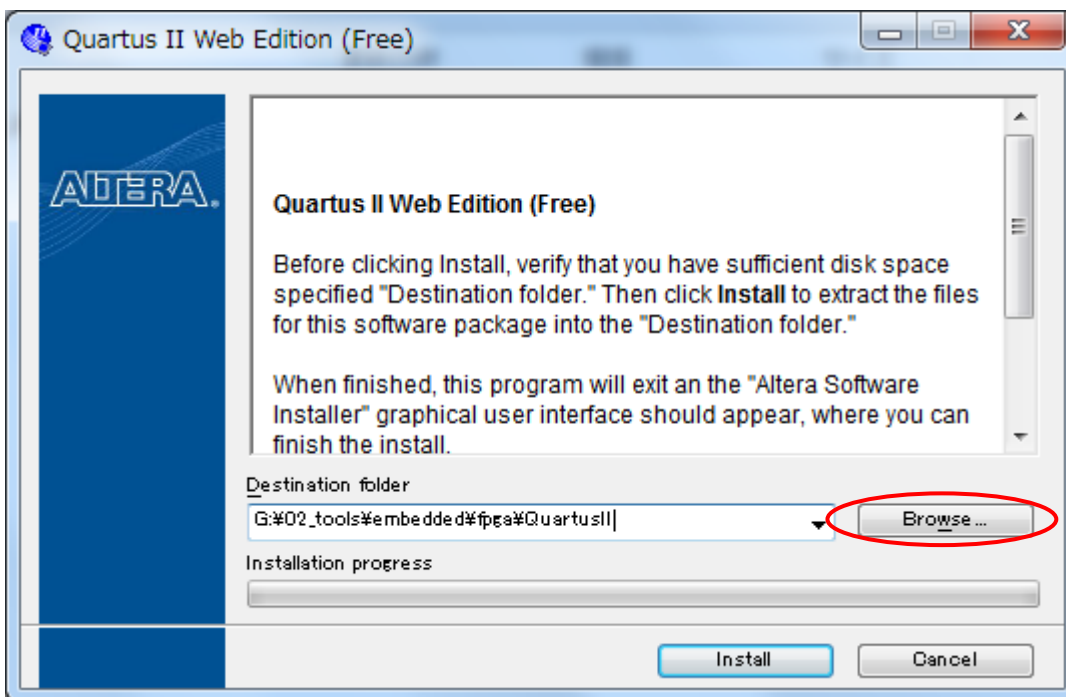 Quartus II Web Edition (Free)
ALTERA.
Quartus II Web Edition (Free)
Before clicking Install, verify that you have sufficient disk space
specified "Destination folder." Then click Install to extract the files
for this software package into the "Destination folder."
When finished, this program will exit an the "Altera Software
Installer" graphical user interface should appear, where you can
finish the install.
Destination folder
G:¥02_tools¥embedded¥fpga¥QuartusII
Browse ...
Installation progress
Install
Cancel